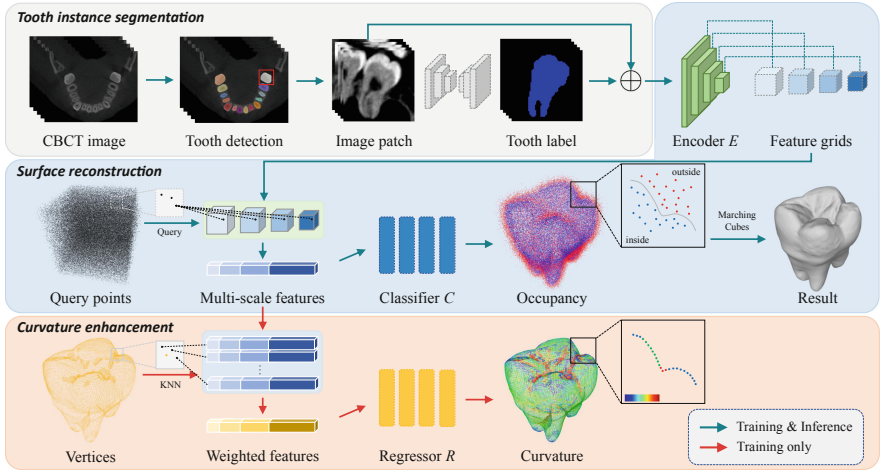 Tooth instance segmentation
CBCT image
Tooth detection
Image patch
Tooth label
Encoder E
Feature grids
Surface reconstruction
Query
outside
inside
Marching
Cubes
Query points
Multi-scale features
Classifier C
Occupancy
Result
Curvature enhancement
KNN
Vertices
Weighted features
Regressor R
Curvature
Training & Inference
Training only